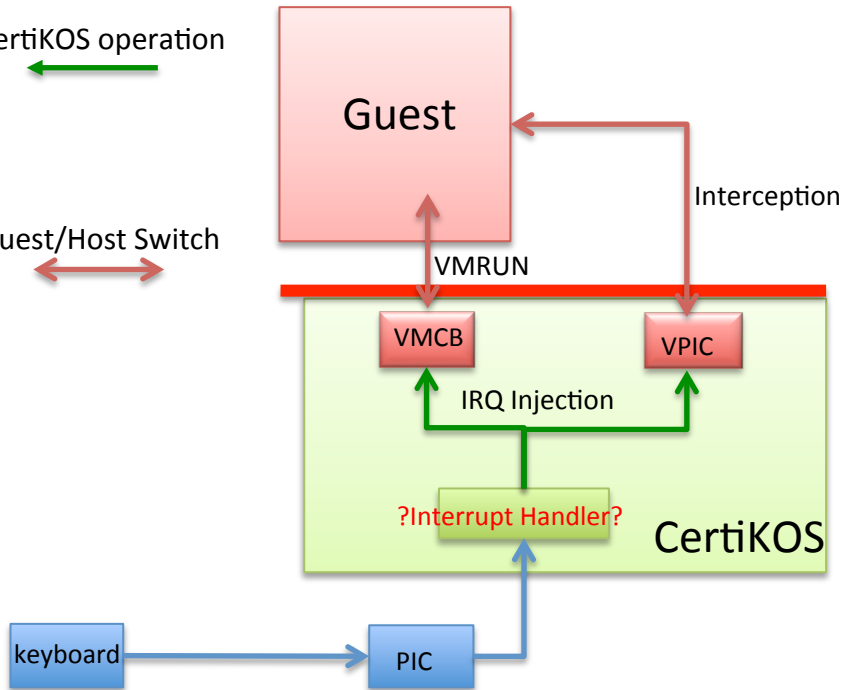 ertiKOS operation
Guest
Interception
uest/Host Switch
VMRUN
VMCB
VPIC
IRQ Injection
?Interrupt Handler?
CertiKOS
keyboard
PIC